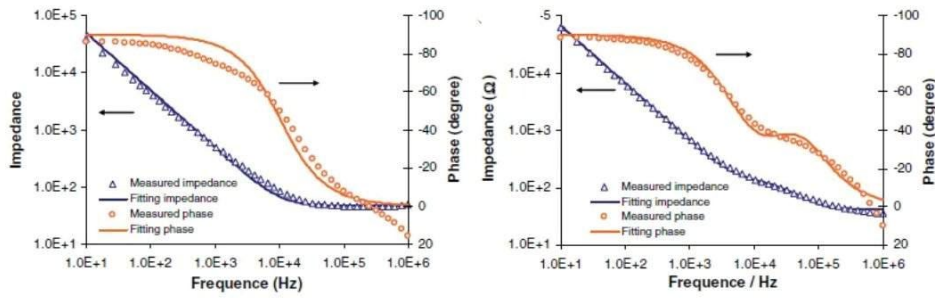 1.0E+5
1.0E+4
1.0E+3
1.0E+2
1.0E+1
Impedance
-100
-80
-60
-40
-20
0
20
Phase (degree)
Measured impedance
Fitting impedance
Measured phase
Fitting phase
1.0E+1 1.0E+2 1.0E+3 1.0E+4 1.0E+5 1.0E+6
Frequence (Hz)
-5
1.0E+4
1.0E+3
1.0E+2
1.0E+1
Impedance (Ω)
-100
-80
-60
-40
-20
0
20
Phase (degree)
Measured impedance
Fitting impedance
Measured phase
Fitting phase
1.0E+1 1.0E+2 1.0E+3 1.0E+4 1.0E+5 1.0E+6
Frequence / Hz